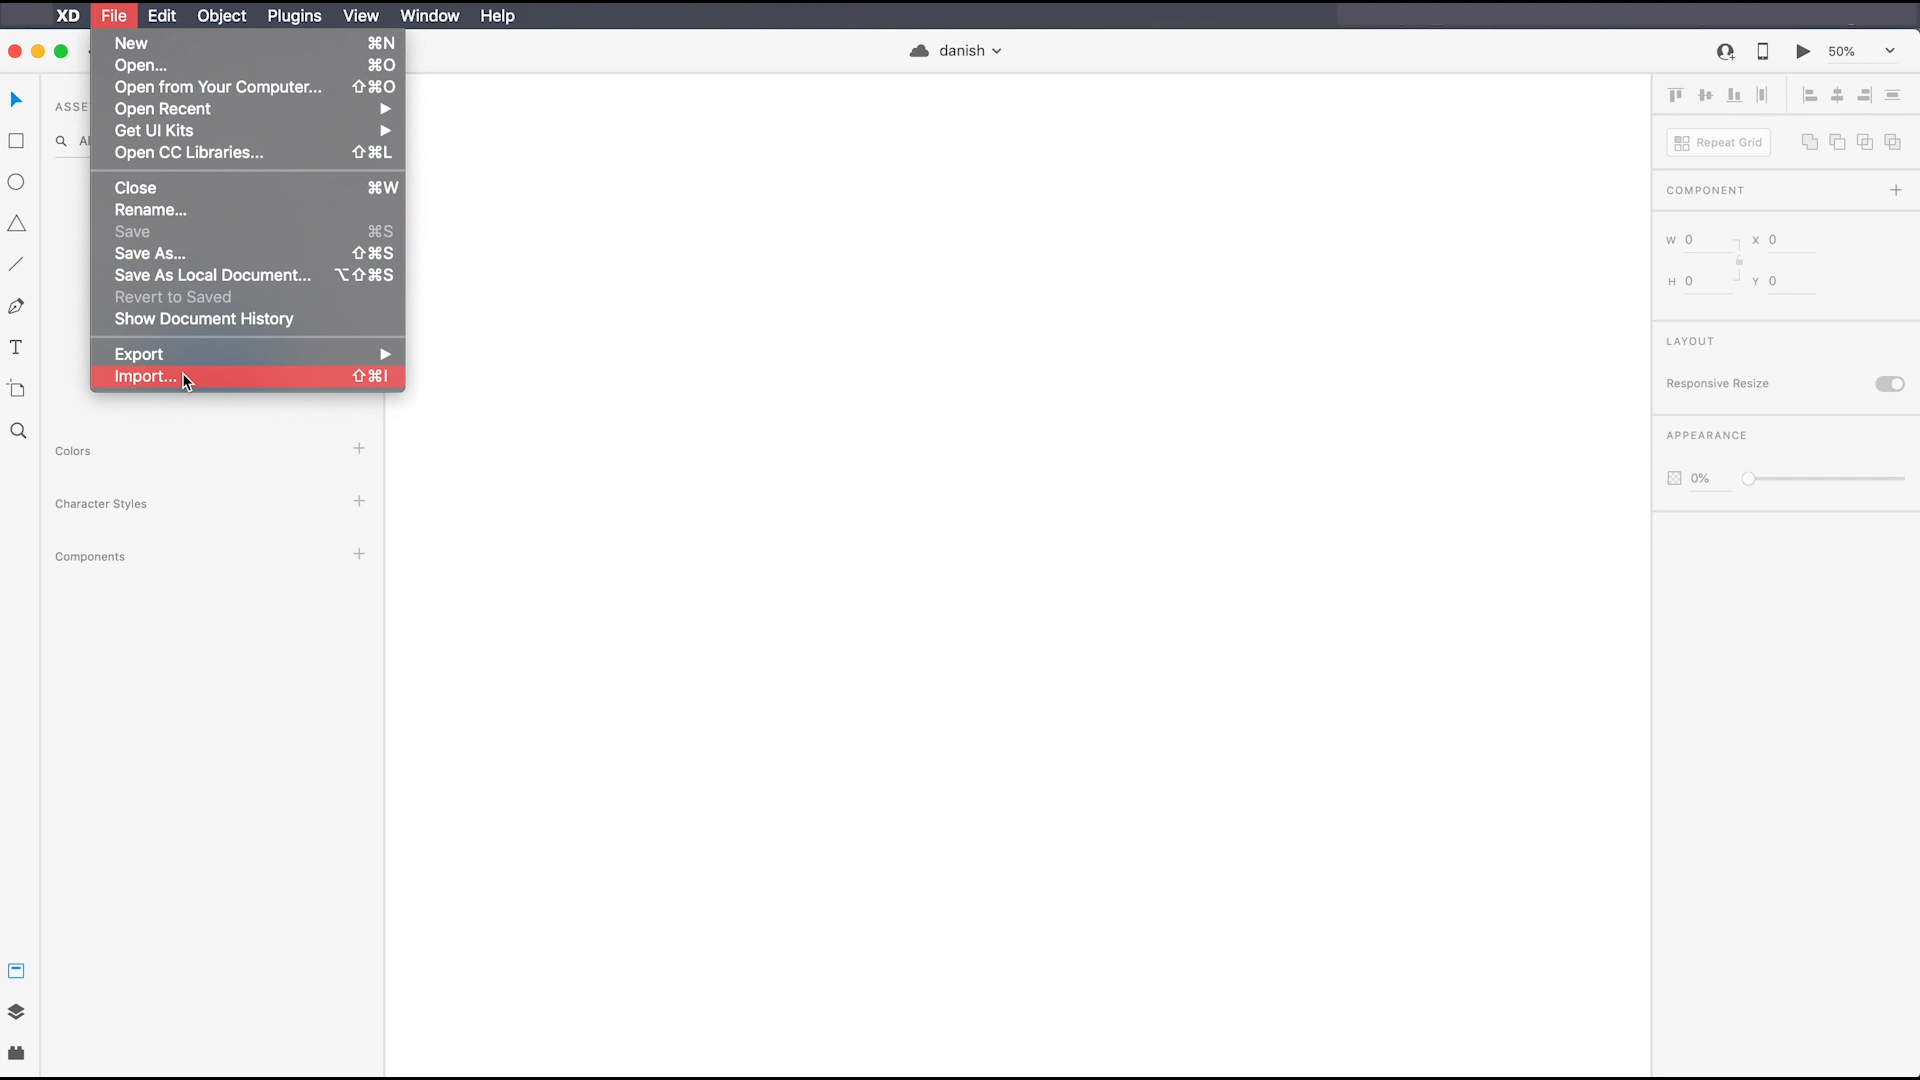 XD File Edit Object Plugins View Window Help
danish
50%
New ⌘N
Open... ⌘O
Open from Your Computer... ⇧⌘O
Open Recent ▶
Get UI Kits ▶
Open CC Libraries... ⇧⌘L
Close ⌘W
Rename...
Save ⌘S
Save As... ⇧⌘S
Save As Local Document... ⌥⇧⌘S
Revert to Saved
Show Document History
Export ▶
Import... ⇧⌘I
ASSE
Colors +
Character Styles +
Components +
Repeat Grid
COMPONENT +
W 0 X 0
H 0 Y 0
LAYOUT
Responsive Resize
APPEARANCE
0%